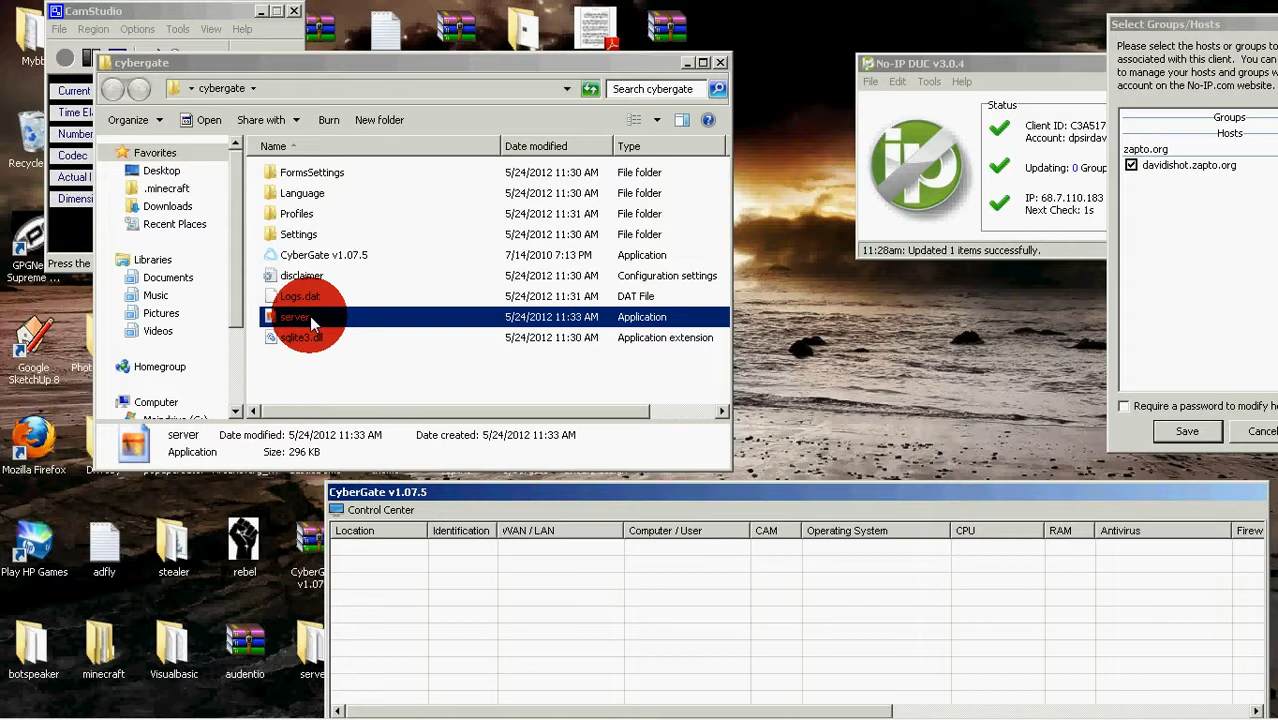 CamStudio
File Region Options Tools View Help
Current
Number
Codec
Dimensi
Press the
cybergate
cybergate
Search cybergate
Organize Open Share with Burn New folder
Name Date modified Type
Favorites
Desktop
.minecraft
Downloads
Recent Places
Libraries
Documents
Music
Pictures
Videos
Homegroup
Computer
FormsSettings 5/24/2012 11:30 AM File folder
Language 5/24/2012 11:30 AM File folder
Profiles 5/24/2012 11:31 AM File folder
Settings 5/24/2012 11:30 AM File folder
CyberGate v1.07.5 7/14/2010 7:13 PM Application
disclaimer 5/24/2012 11:30 AM Configuration settings
Logs.dat 5/24/2012 11:31 AM DAT File
server 5/24/2012 11:33 AM Application
sqlite3.dll 5/24/2012 11:30 AM Application extension
server Date modified: 5/24/2012 11:33 AM Date created: 5/24/2012 11:33 AM
Application Size: 296 KB
No-IP DUC v3.0.4
File Edit Tools Help
Status
Client ID: C3A517
Account: dpsirdav
Updating: 0 Group
IP: 68.7.110.183
Next Check: 1s
11:28am: Updated 1 items successfully.
Select Groups/Hosts
Please select the hosts or groups to
associated with this client. You can
to manage your hosts and groups
account on the No-IP.com website.
Groups
Hosts
zapto.org
davidishot.zapto.org
Require a password to modify h
Save Cancel
CyberGate v1.07.5
Control Center
Location Identification WAN / LAN Computer / User CAM Operating System CPU RAM Antivirus Firew
Recycle
GPGNe
Supreme ...
Google
SketchUp 8
Mozilla Firefox
Play HP Games
adfly
stealer
rebel
CyberG
v1.07
botspeaker
minecraft
Visualbasic
audentio
serve